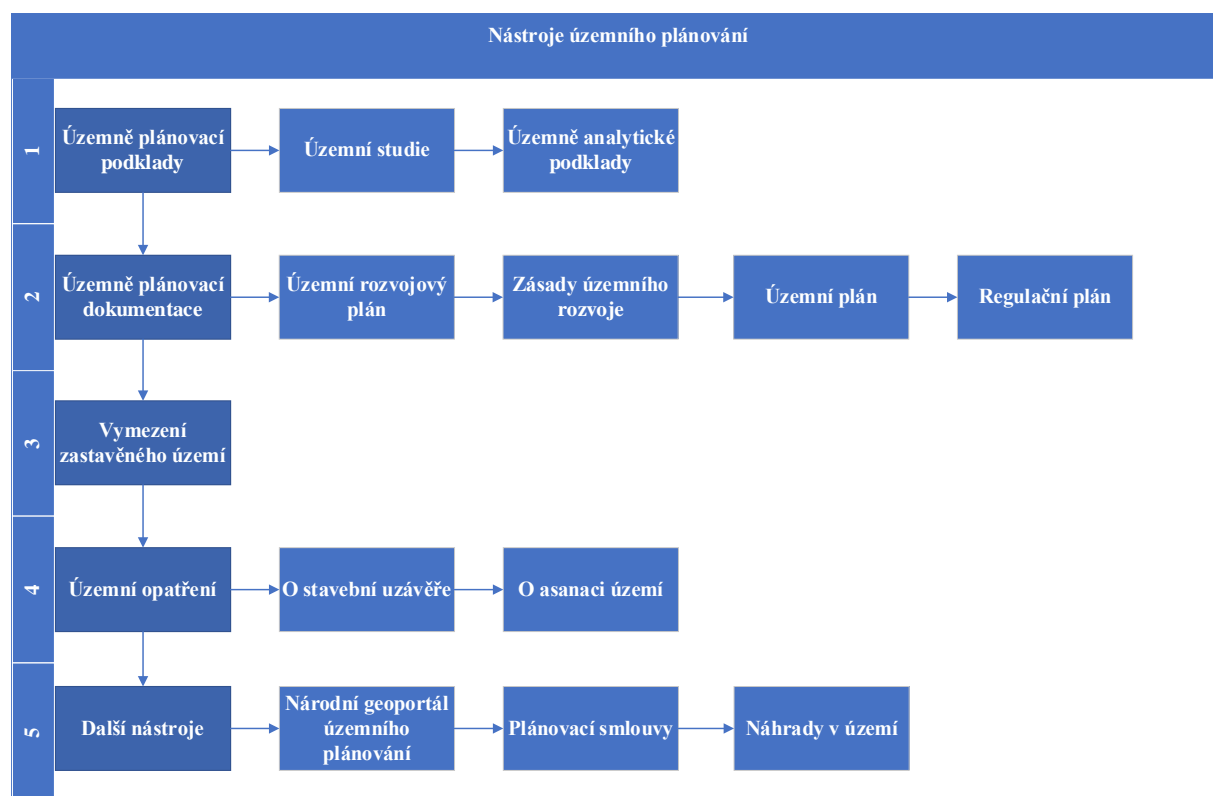 Nástroje územního plánování
1
Územně plánovací
podklady
Územní studie
Územně analytické
podklady
2
Územně plánovací
dokumentace
Územní rozvojový
plán
Zásady územního
rozvoje
Územní plán
Regulační plán
3
Vymezení
zastavěného území
4
Územní opatření
O stavební uzávěře
O asanaci území
5
Další nástroje
Národní geoportál
územního
plánování
Plánovací smlouvy
Náhrady v území